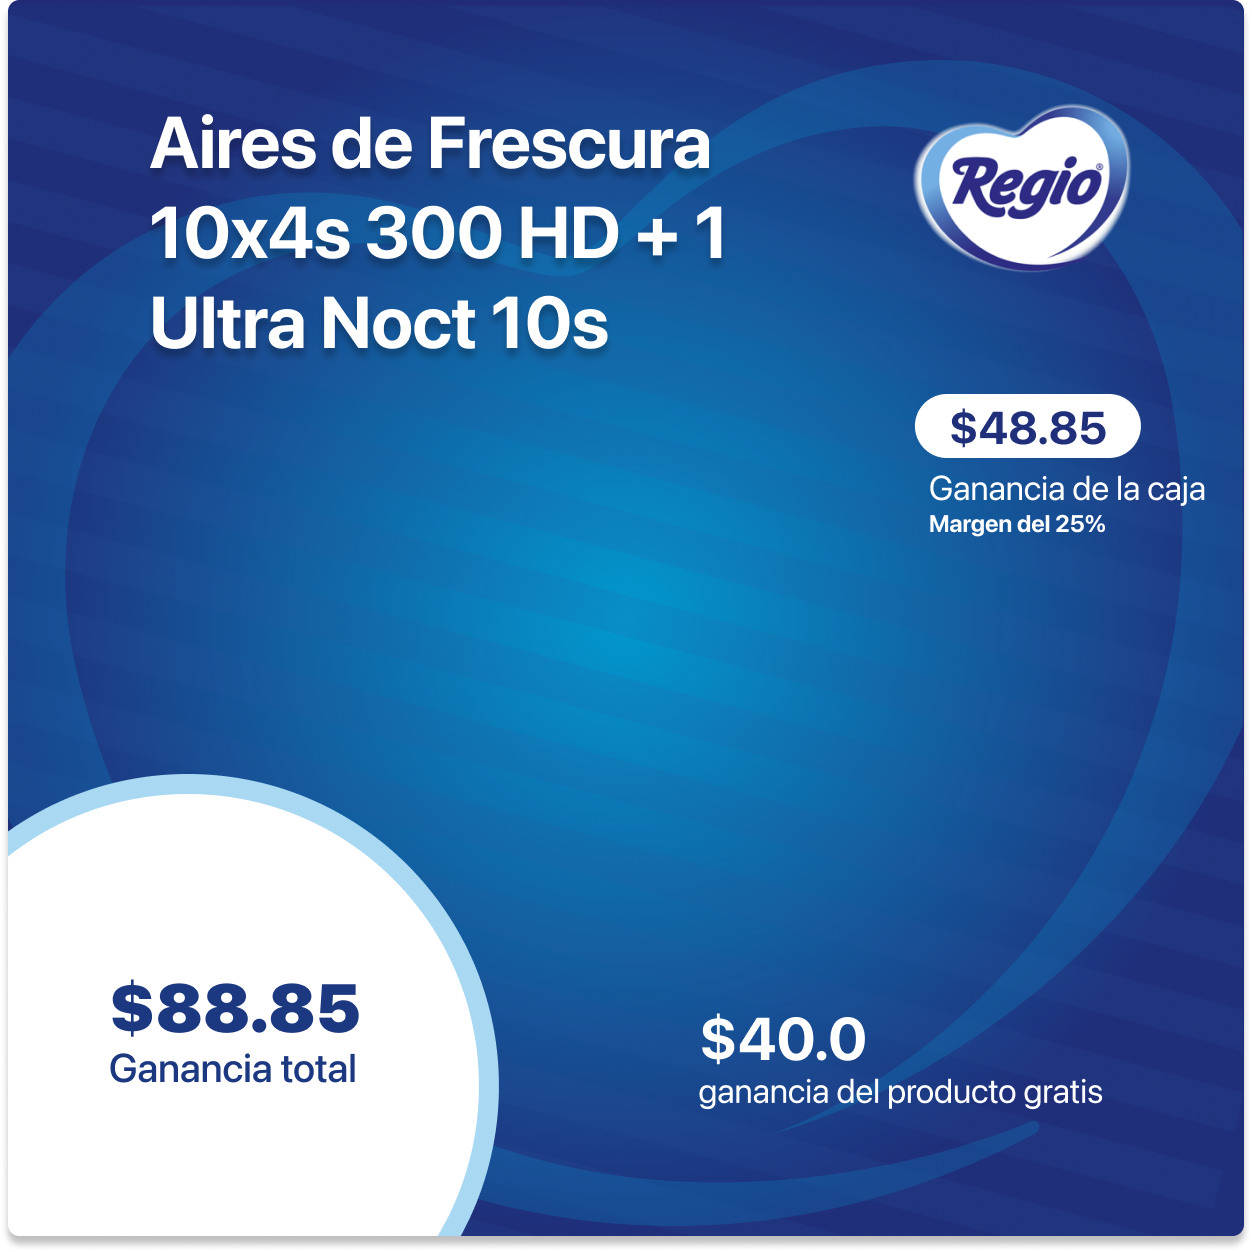 Aires de Frescura
10x4s 300 HD + 1
Ultra Noct 10s
Regio®
$48.85
Ganancia de la caja
Margen del 25%
$88.85
Ganancia total
$40.0
ganancia del producto gratis